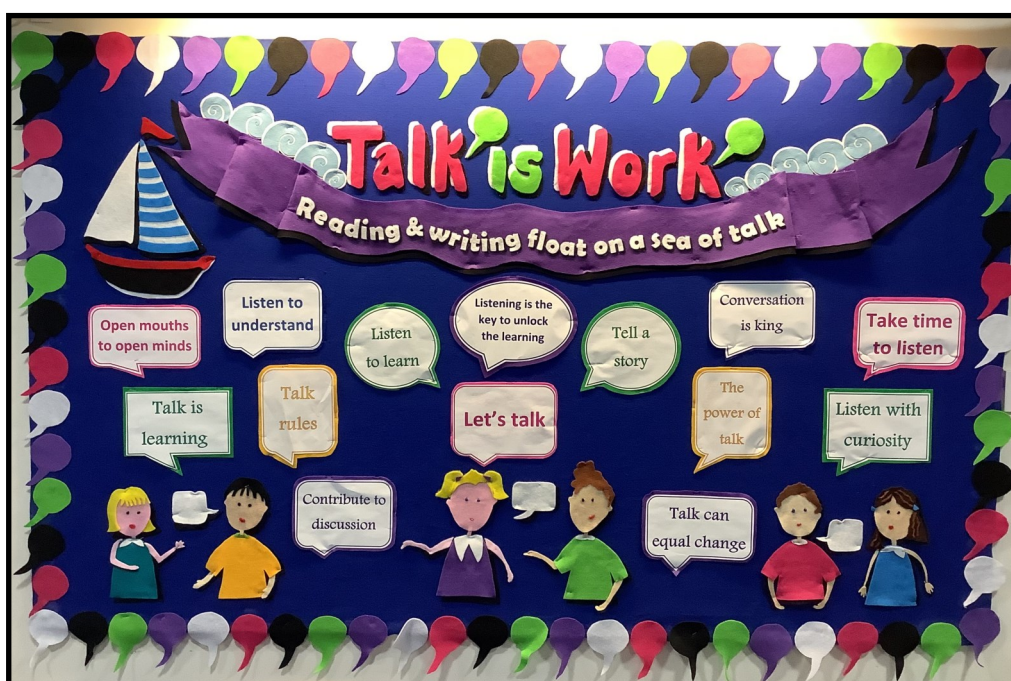 Talk is Work
Reading & writing float on a sea of talk
Open mouths
to open minds
Listen to
understand
Listen
to learn
Listening is the
key to unlock
the learning
Tell a
story
Conversation
is king
Take time
to listen
Talk is
learning
Talk
rules
Let's talk
The
power of
talk
Listen with
curiosity
Contribute to
discussion
Talk can
equal change